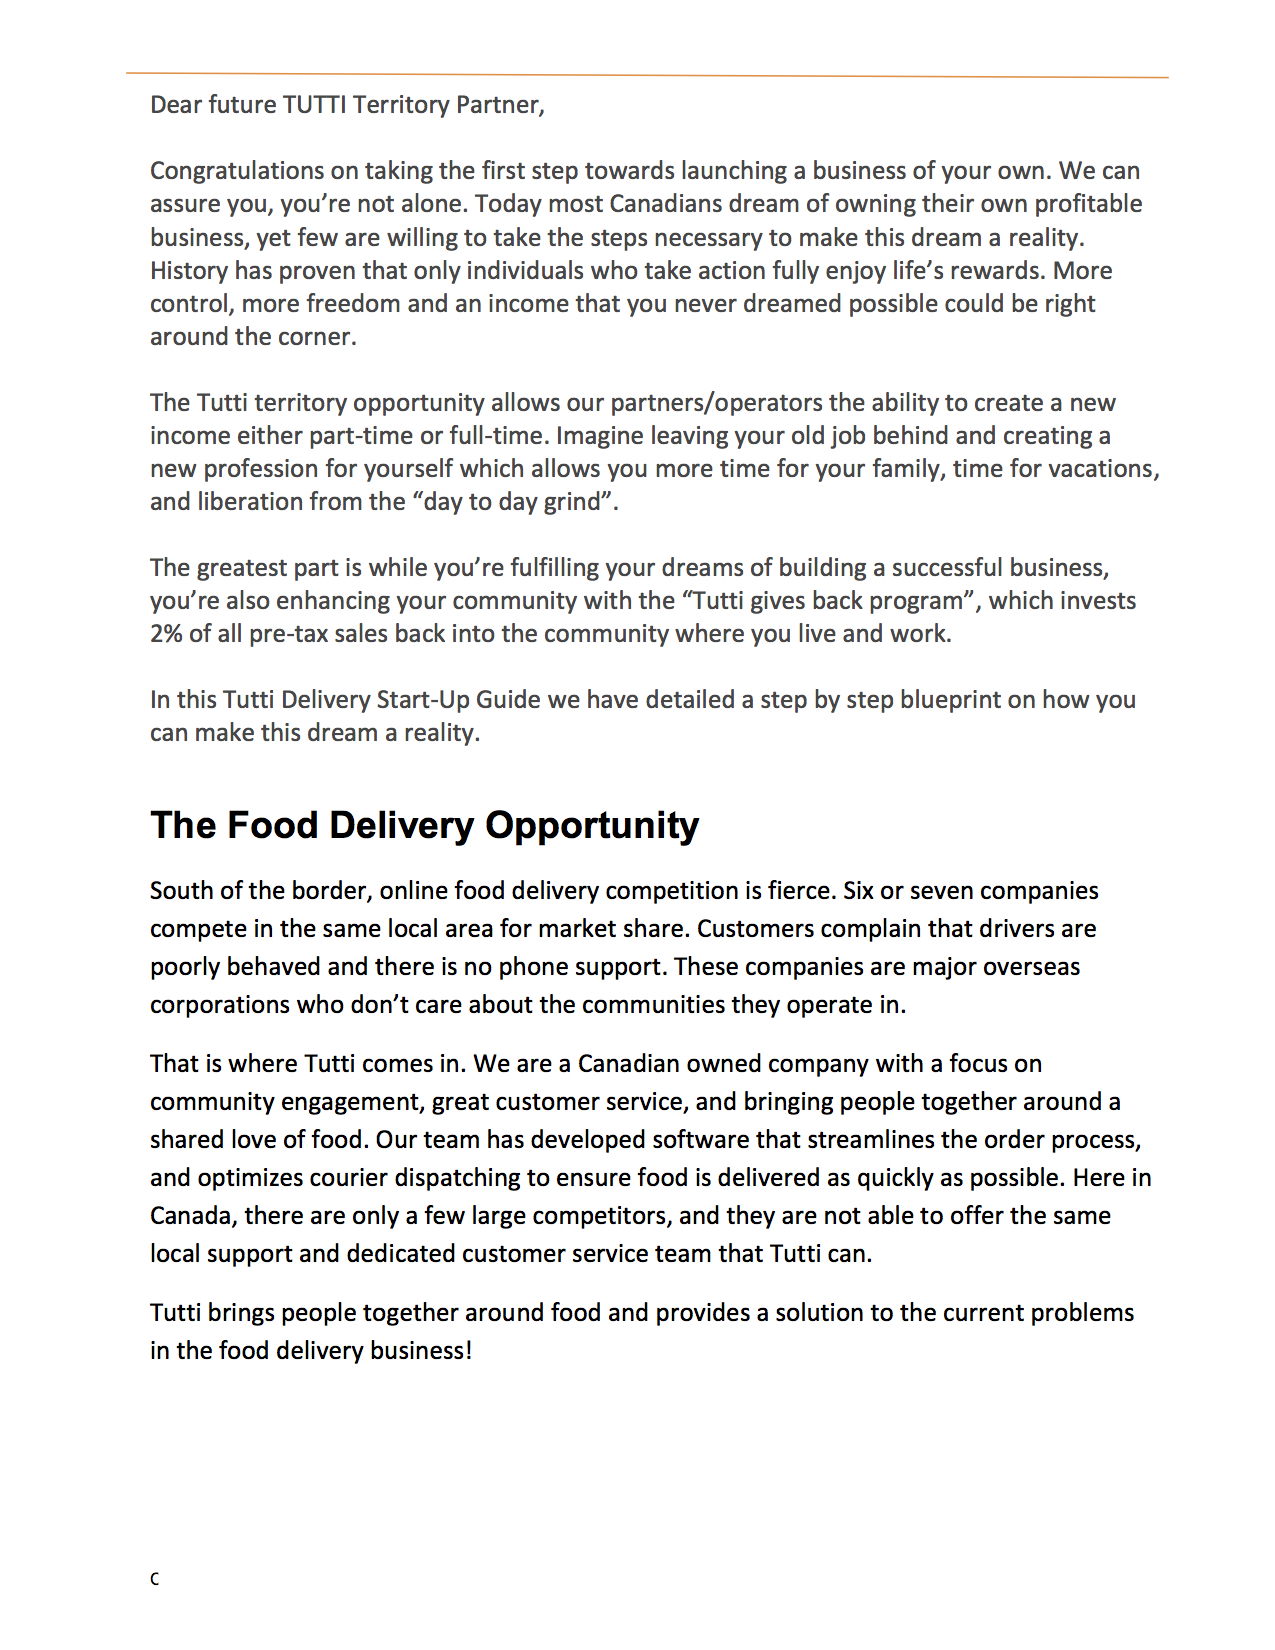 Dear future TUTTI Territory Partner,
Congratulations on taking the first step towards launching a business of your own. We can
assure you, you’re not alone. Today most Canadians dream of owning their own profitable
business, yet few are willing to take the steps necessary to make this dream a reality.
History has proven that only individuals who take action fully enjoy life’s rewards. More
control, more freedom and an income that you never dreamed possible could be right
around the corner.
The Tutti territory opportunity allows our partners/operators the ability to create a new
income either part-time or full-time. Imagine leaving your old job behind and creating a
new profession for yourself which allows you more time for your family, time for vacations,
and liberation from the “day to day grind”.
The greatest part is while you’re fulfilling your dreams of building a successful business,
you’re also enhancing your community with the “Tutti gives back program”, which invests
2% of all pre-tax sales back into the community where you live and work.
In this Tutti Delivery Start-Up Guide we have detailed a step by step blueprint on how you
can make this dream a reality.
The Food Delivery Opportunity
South of the border, online food delivery competition is fierce. Six or seven companies
compete in the same local area for market share. Customers complain that drivers are
poorly behaved and there is no phone support. These companies are major overseas
corporations who don’t care about the communities they operate in.
That is where Tutti comes in. We are a Canadian owned company with a focus on
community engagement, great customer service, and bringing people together around a
shared love of food. Our team has developed software that streamlines the order process,
and optimizes courier dispatching to ensure food is delivered as quickly as possible. Here in
Canada, there are only a few large competitors, and they are not able to offer the same
local support and dedicated customer service team that Tutti can.
Tutti brings people together around food and provides a solution to the current problems
in the food delivery business!
C